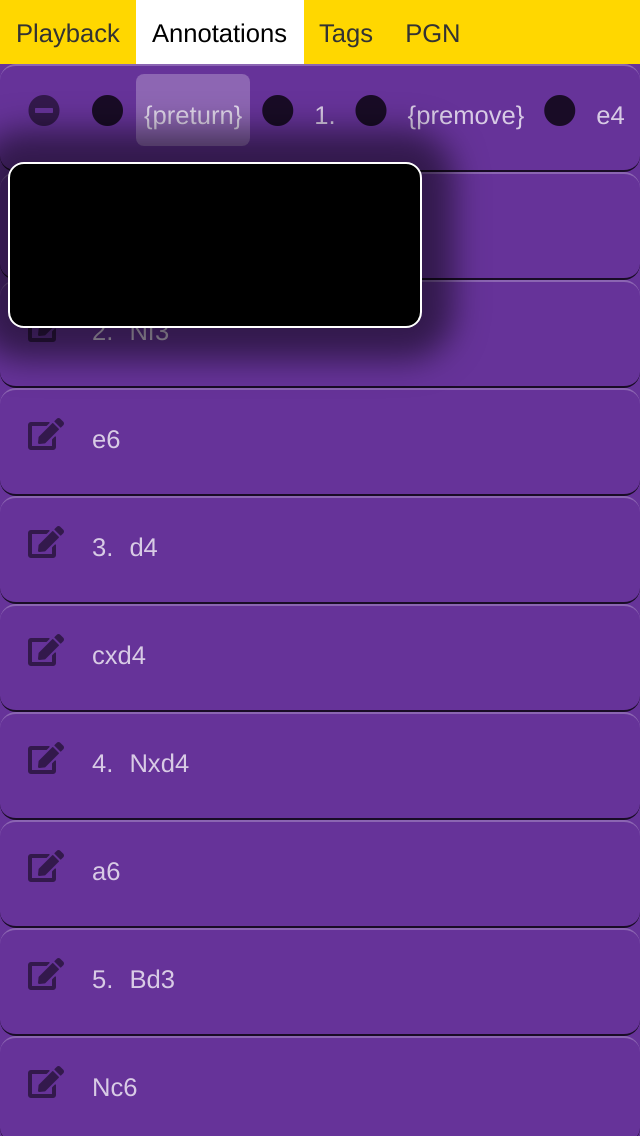 Playback Annotations Tags PGN
{preturn} 1. {premove} e4
2. Nf3
e6
3. d4
cxd4
4. Nxd4
a6
5. Bd3
Nc6